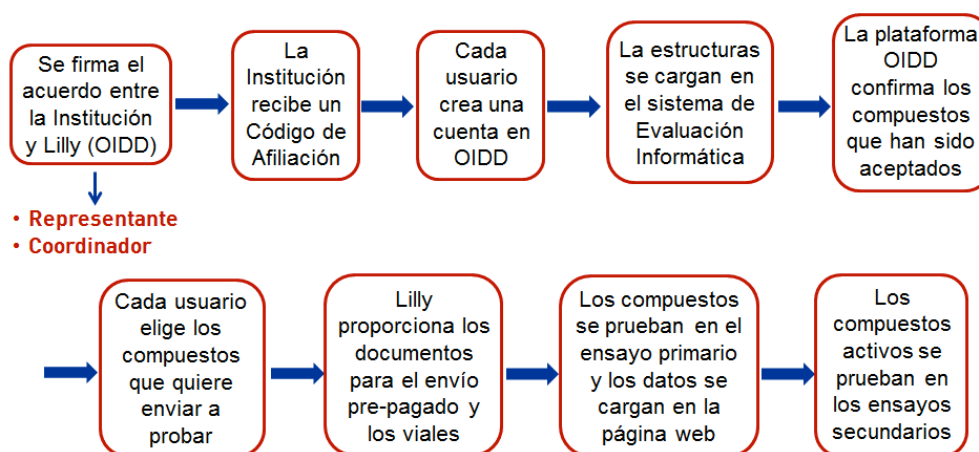 Se firma el
acuerdo entre
la Institución
y Lilly (OIDD)
La
Institución
recibe un
Código de
Afiliación
Cada
usuario
crea una
cuenta en
OIDD
La estructuras
se cargan en
el sistema de
Evaluación
Informática
La plataforma
OIDD
confirma los
compuestos
que han sido
aceptados
• Representante
• Coordinador
Cada usuario
elige los
compuestos
que quiere
enviar a
probar
Lilly
proporciona los
documentos
para el envío
pre-pagado y
los viales
Los compuestos
se prueban en el
ensayo primario
y los datos se
cargan en la
página web
Los
compuestos
activos se
prueban en
los ensayos
secundarios